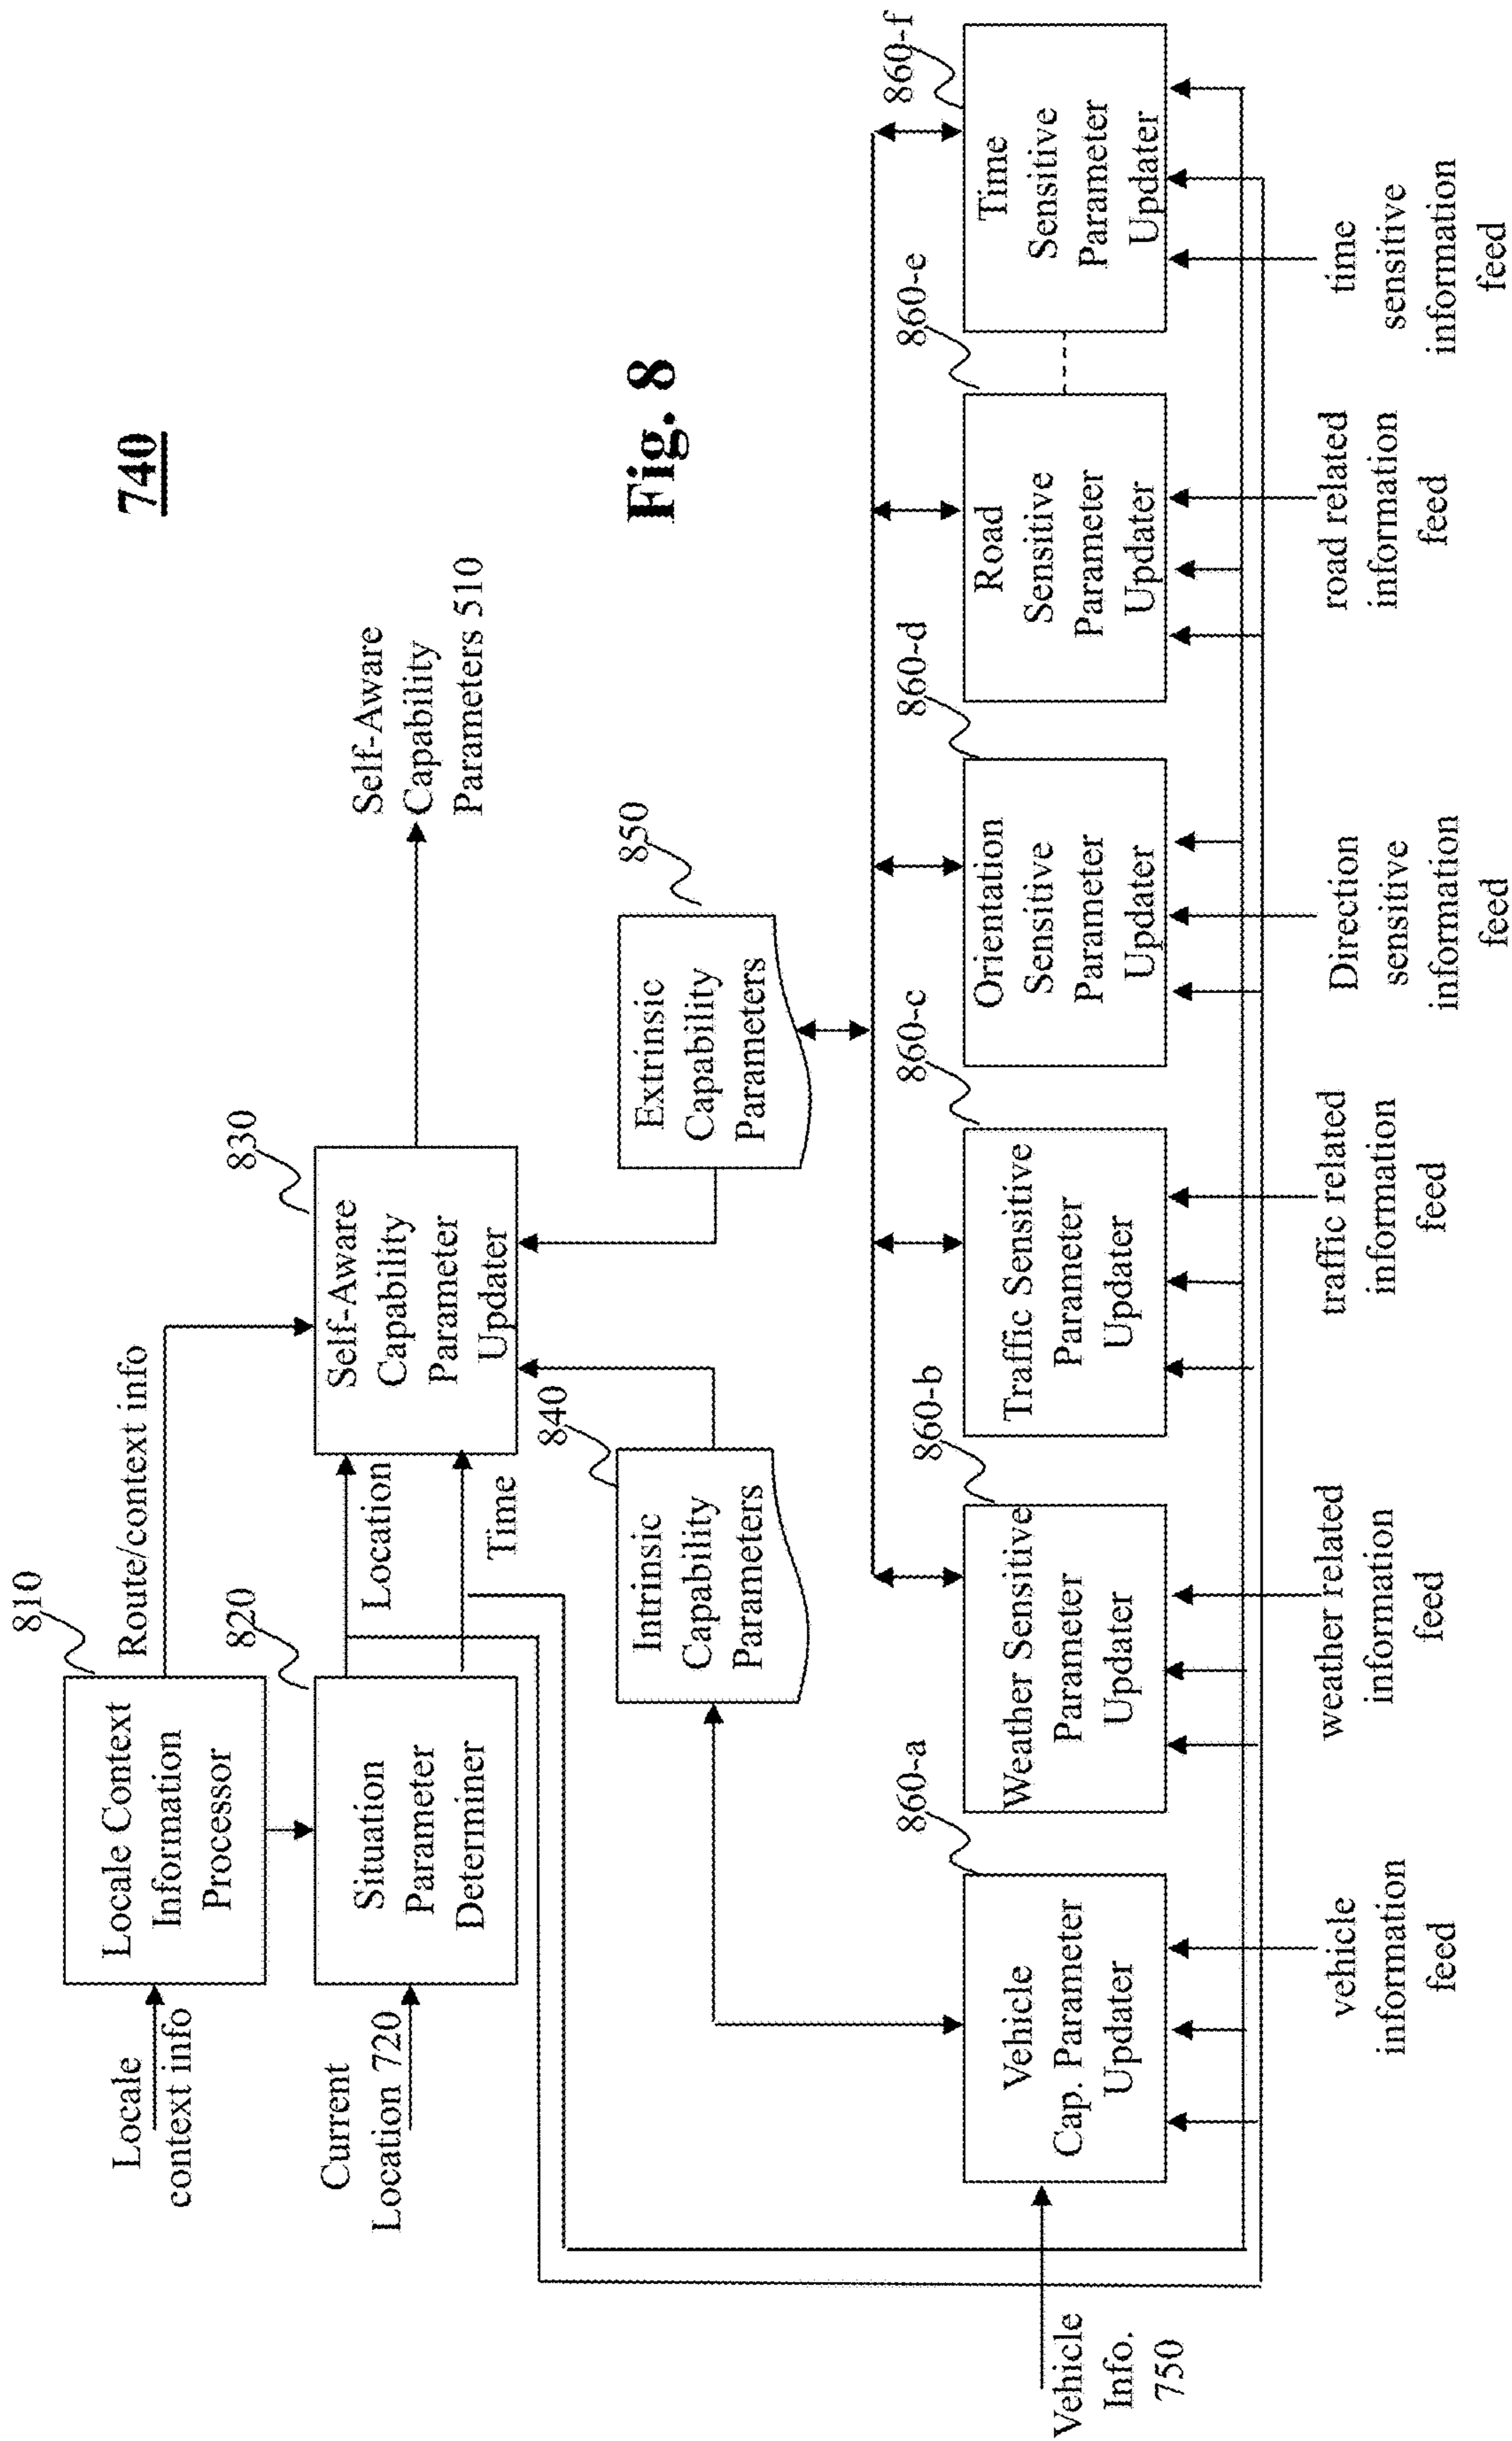 740
Fig. 8
810
Locale Context
Information
Processor
Locale
context info
Route/context info
820
Situation
Parameter
Determiner
Current
Location 720
Location
Time
830
Self-Aware
Capability
Parameter
Updater
Self-Aware
Capability
Parameters 510
840
Intrinsic
Capability
Parameters
850
Extrinsic
Capability
Parameters
860-a
Vehicle
Cap. Parameter
Updater
860-b
Weather Sensitive
Parameter
Updater
860-c
Traffic Sensitive
Parameter
Updater
860-d
Orientation
Sensitive
Parameter
Updater
860-e
Road
Sensitive
Parameter
Updater
860-f
Time
Sensitive
Parameter
Updater
Vehicle
Info.
750
vehicle
information
feed
weather related
information
feed
traffic related
information
feed
Direction
sensitive
information
feed
road related
information
feed
time
sensitive
information
feed